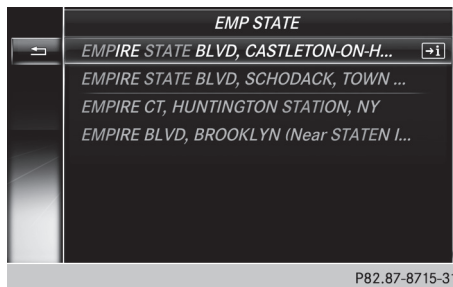 EMP STATE
EMPIRE STATE BLVD, CASTLETON-ON-H...
EMPIRE STATE BLVD, SCHODACK, TOWN ...
EMPIRE CT, HUNTINGTON STATION, NY
EMPIRE BLVD, BROOKLYN (Near STATEN I...
P82.87-8715-31